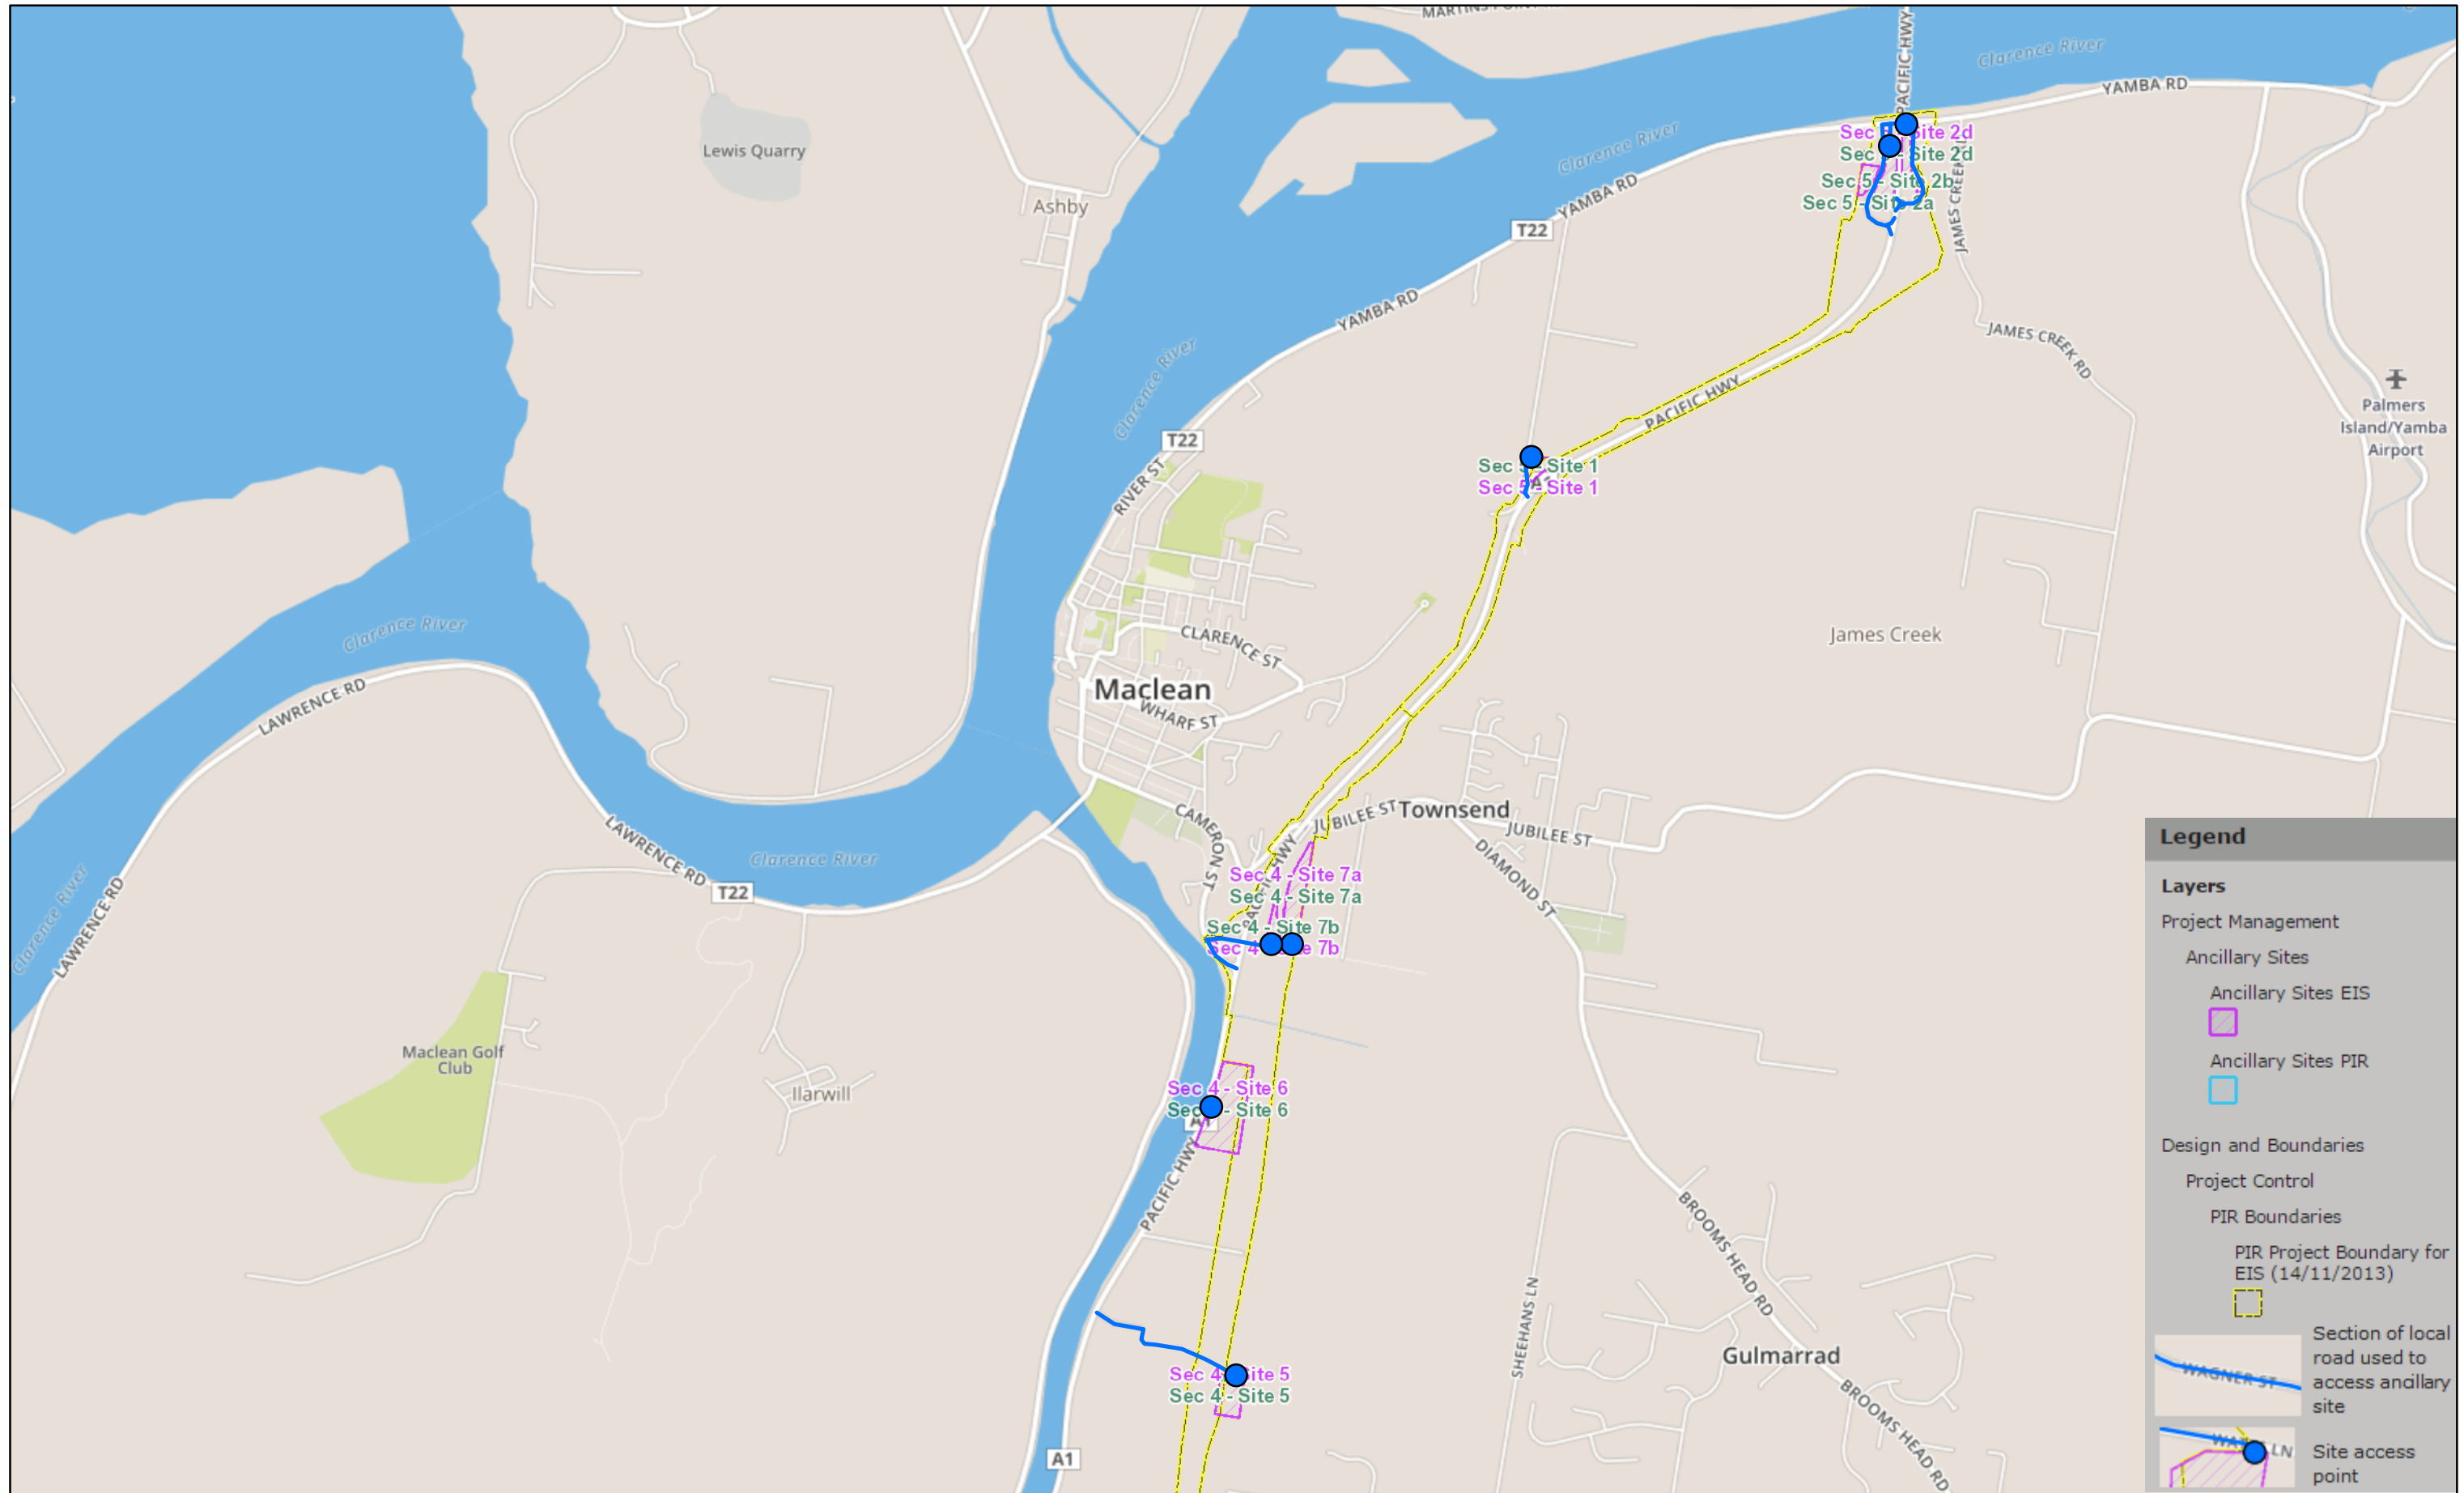 MARTINS POINT
PACIFIC HWY
Clarence River
YAMBA RD
Lewis Quarry
Clarence River
Sec Site 2d
Sec Site 2d
Sec 5 - Site 2b
Sec 5 - Site 2a
JAMES CREEK
YAMBA RD
Ashby
T22
YAMBA RD
JAMES CREEK RD
Clarence River
PACIFIC HWY
Palmers
Island/Yamba
Airport
T22
RIVER ST
Sec 5 - Site 1
A1
Sec 5 - Site 1
Clarence River
CLARENCE ST
James Creek
LAWRENCE RD
Maclean
WHARF ST
LAWRENCE RD
CAMERON ST
JUBILEE ST
Townsend
JUBILEE ST
Clarence River
PACIFIC HWY
DIAMOND ST
Clarence River
LAWRENCE RD
T22
Sec 4 - Site 7a
Sec 4 - Site 7a
Sec 4 - Site 7b
Sec 4 Site 7b
Maclean Golf
Club
Ilarwill
Sec 4 - Site 6
Sec - Site 6
A1
PACIFIC HWY
BROOMS HEAD RD
SHEEHANS LN
Gulmarrad
Sec 4 Site 5
Sec 4 - Site 5
BROOMS HEAD RD
A1
Legend
Layers
Project Management
Ancillary Sites
Ancillary Sites EIS
Ancillary Sites PIR
Design and Boundaries
Project Control
PIR Boundaries
PIR Project Boundary for
EIS (14/11/2013)
WAGNER ST
Section of local
road used to
access ancillary
site
LN
Site access
point